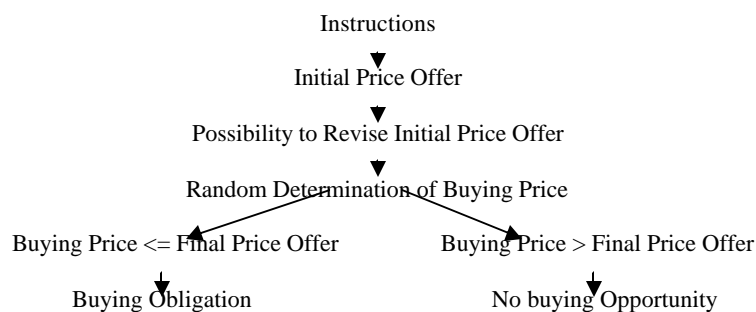 Instructions
Initial Price Offer
Possibility to Revise Initial Price Offer
Random Determination of Buying Price
Buying Price <= Final Price Offer
Buying Price > Final Price Offer
Buying Obligation
No buying Opportunity